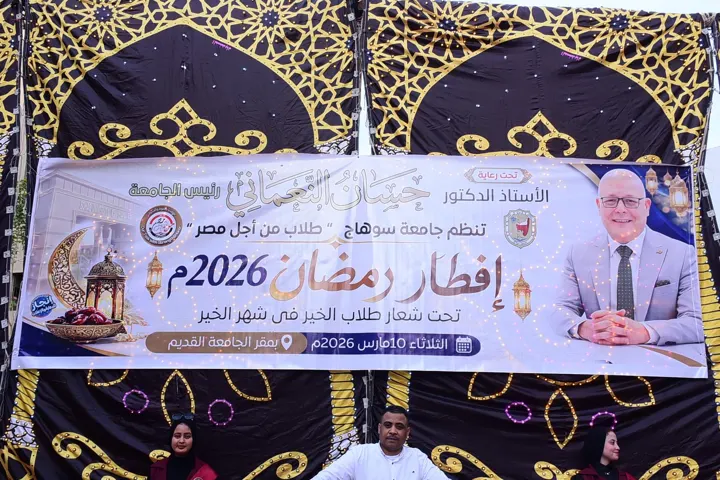 تحت رعاية
الأستاذ الدكتور حسان النعماني رئيس الجامعة
تنظم جامعة سوهاج "طلاب من أجل مصر"
إفطار رمضان 2026م
تحت شعار طلاب الخير فى شهر الخير
الثلاثاء 10مارس 2026م بمقر الجامعة القديم